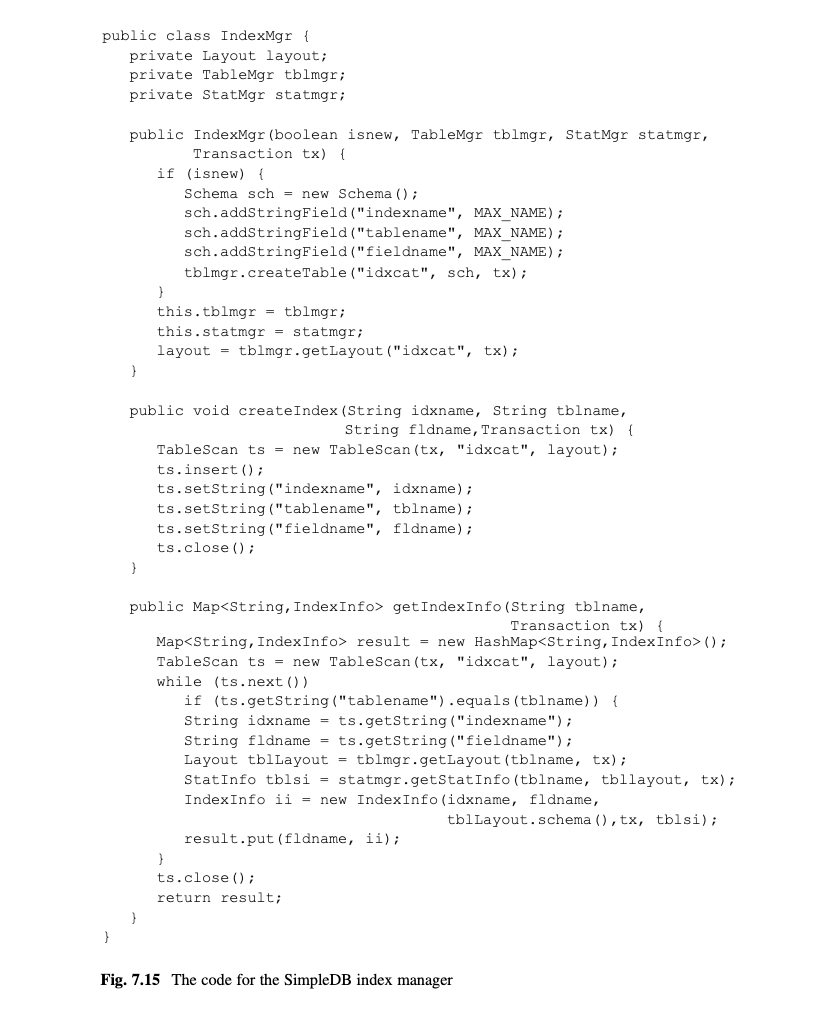 public class IndexMgr {
   private Layout layout;
   private TableMgr tblmgr;
   private StatMgr statmgr;

   public IndexMgr(boolean isnew, TableMgr tblmgr, StatMgr statmgr,
          Transaction tx) {
      if (isnew) {
         Schema sch = new Schema();
         sch.addStringField("indexname", MAX_NAME);
         sch.addStringField("tablename", MAX_NAME);
         sch.addStringField("fieldname", MAX_NAME);
         tblmgr.createTable("idxcat", sch, tx);
      }
      this.tblmgr = tblmgr;
      this.statmgr = statmgr;
      layout = tblmgr.getLayout("idxcat", tx);
   }

   public void createIndex(String idxname, String tblname,
                          String fldname,Transaction tx) {
      TableScan ts = new TableScan(tx, "idxcat", layout);
      ts.insert();
      ts.setString("indexname", idxname);
      ts.setString("tablename", tblname);
      ts.setString("fieldname", fldname);
      ts.close();
   }

   public Map<String,IndexInfo> getIndexInfo(String tblname,
                                            Transaction tx) {
      Map<String,IndexInfo> result = new HashMap<String,IndexInfo>();
      TableScan ts = new TableScan(tx, "idxcat", layout);
      while (ts.next())
         if (ts.getString("tablename").equals(tblname)) {
         String idxname = ts.getString("indexname");
         String fldname = ts.getString("fieldname");
         Layout tblLayout = tblmgr.getLayout(tblname, tx);
         StatInfo tblsi = statmgr.getStatInfo(tblname, tbllayout, tx);
         IndexInfo ii = new IndexInfo(idxname, fldname,
                                     tblLayout.schema(),tx, tblsi);
         result.put(fldname, ii);
      }
      ts.close();
      return result;
   }
}
Fig. 7.15 The code for the SimpleDB index manager